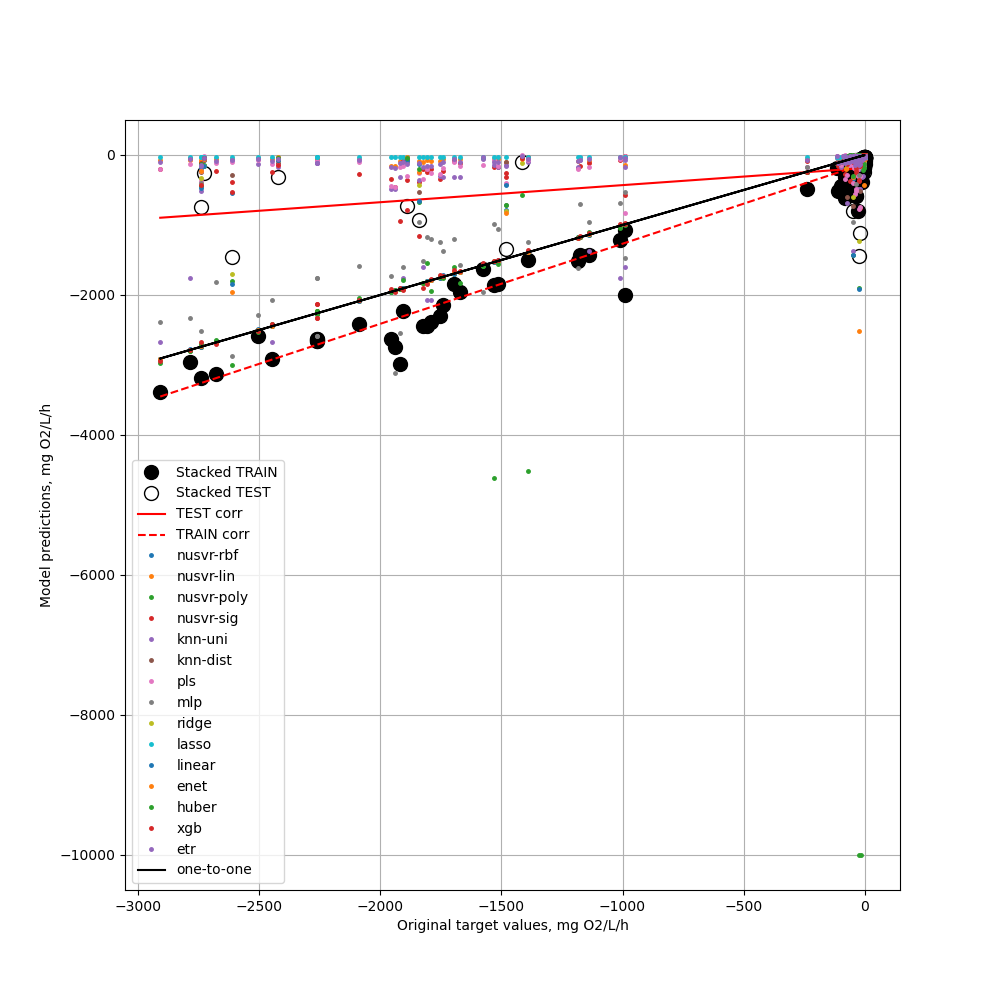 0
−2000
−4000
−6000
−8000
−10000
Model predictions, mg O2/L/h
Stacked TRAIN
Stacked TEST
TEST corr
TRAIN corr
nusvr-rbf
nusvr-lin
nusvr-poly
nusvr-sig
knn-uni
knn-dist
pls
mlp
ridge
lasso
linear
enet
huber
xgb
etr
one-to-one
−3000 −2500 −2000 −1500 −1000 −500 0
Original target values, mg O2/L/h